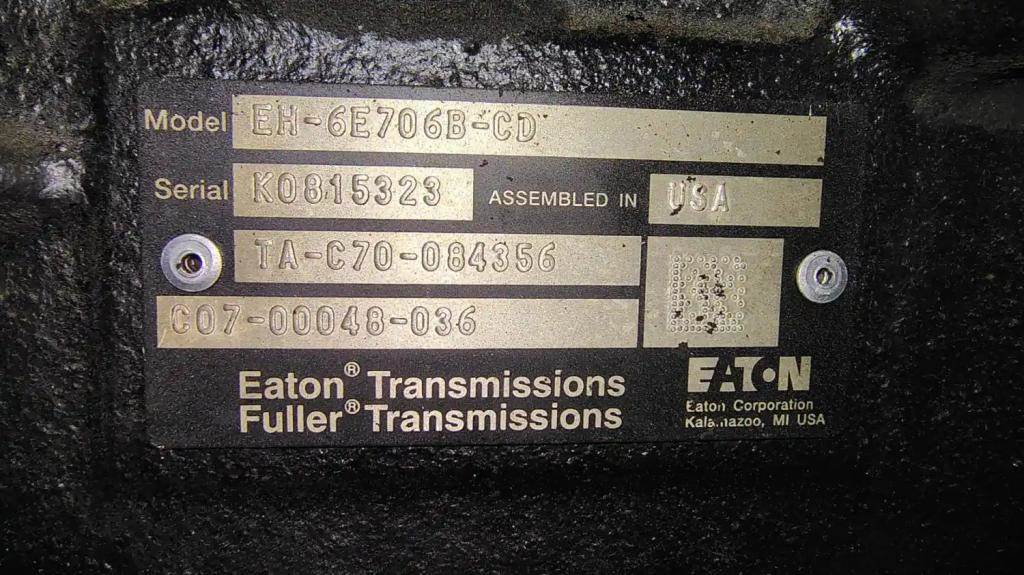 Model EH-6E706B-CD
Serial K0815323 ASSEMBLED IN USA
TA-C70-084356
C07-00048-036
Eaton® Transmissions
Fuller® Transmissions
EATON
Eaton Corporation
Kalamazoo, MI USA